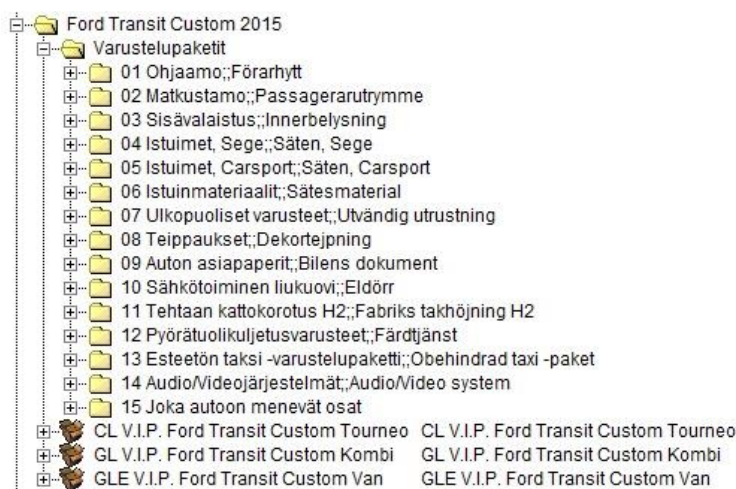 Ford Transit Custom 2015
Varustelupaketit
01 Ohjaamo;;Förarhytt
02 Matkustamo;;Passagerarutrymme
03 Sisävalaistus;;Innerbelysning
04 Istuimet, Sege;;Säten, Sege
05 Istuimet, Carsport;;Säten, Carsport
06 Istuinmateriaalit;;Sätesmaterial
07 Ulkopuoliset varusteet;;Utvändig utrustning
08 Teippaukset;;Dekortejpning
09 Auton asiapaperit;;Bilens dokument
10 Sähkötoiminen liukuovi;;Eldörr
11 Tehtaan kattokorotus H2;;Fabriks takhöjning H2
12 Pyörätuolikuljetusvarusteet;;Färdtjänst
13 Esteetön taksi -varustelupaketti;;Obehindrad taxi -paket
14 Audio/Videojärjestelmät;;Audio/Video system
15 Joka autoon menevät osat
CL V.I.P. Ford Transit Custom Tourneo CL V.I.P. Ford Transit Custom Tourneo
GL V.I.P. Ford Transit Custom Kombi GL V.I.P. Ford Transit Custom Kombi
GLE V.I.P. Ford Transit Custom Van GLE V.I.P. Ford Transit Custom Van